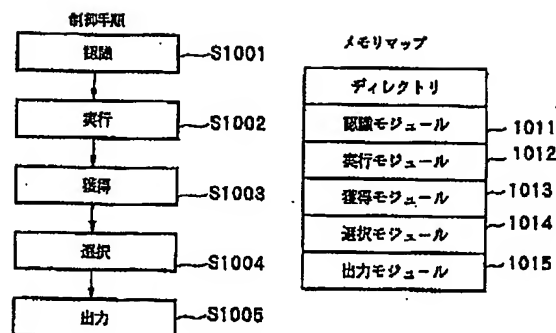 制御手順
認識
S1001
実行
S1002
獲得
S1003
選択
S1004
出力
S1005
メモリマップ
ディレクトリ
認識モジュール
1011
実行モジュール
1012
獲得モジュール
1013
選択モジュール
1014
出力モジュール
1015